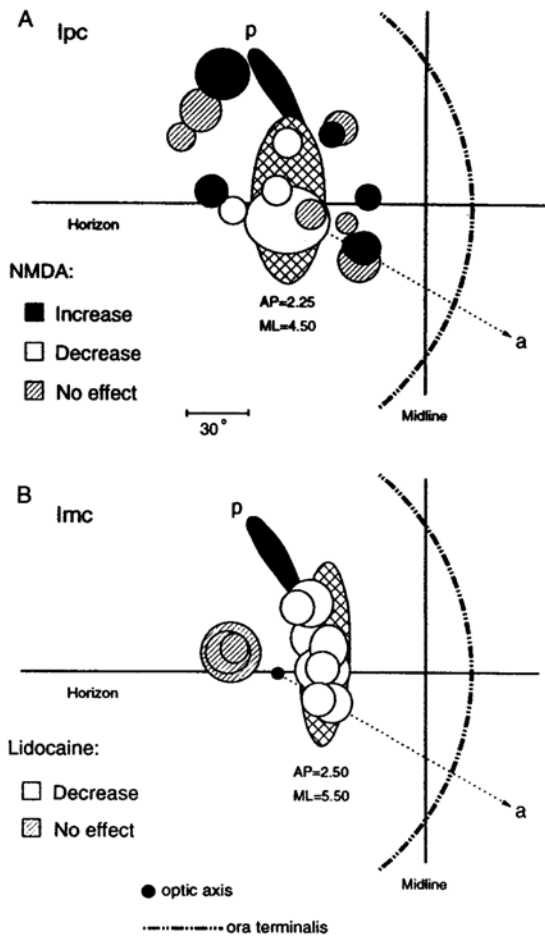 A
Ipc
p
Horizon
NMDA:
Increase
Decrease
No effect
AP=2.25
ML=4.50
a
Midline
30°
B
Imc
p
Horizon
Lidocaine:
Decrease
No effect
AP=2.50
ML=5.50
a
Midline
optic axis
ora terminalis